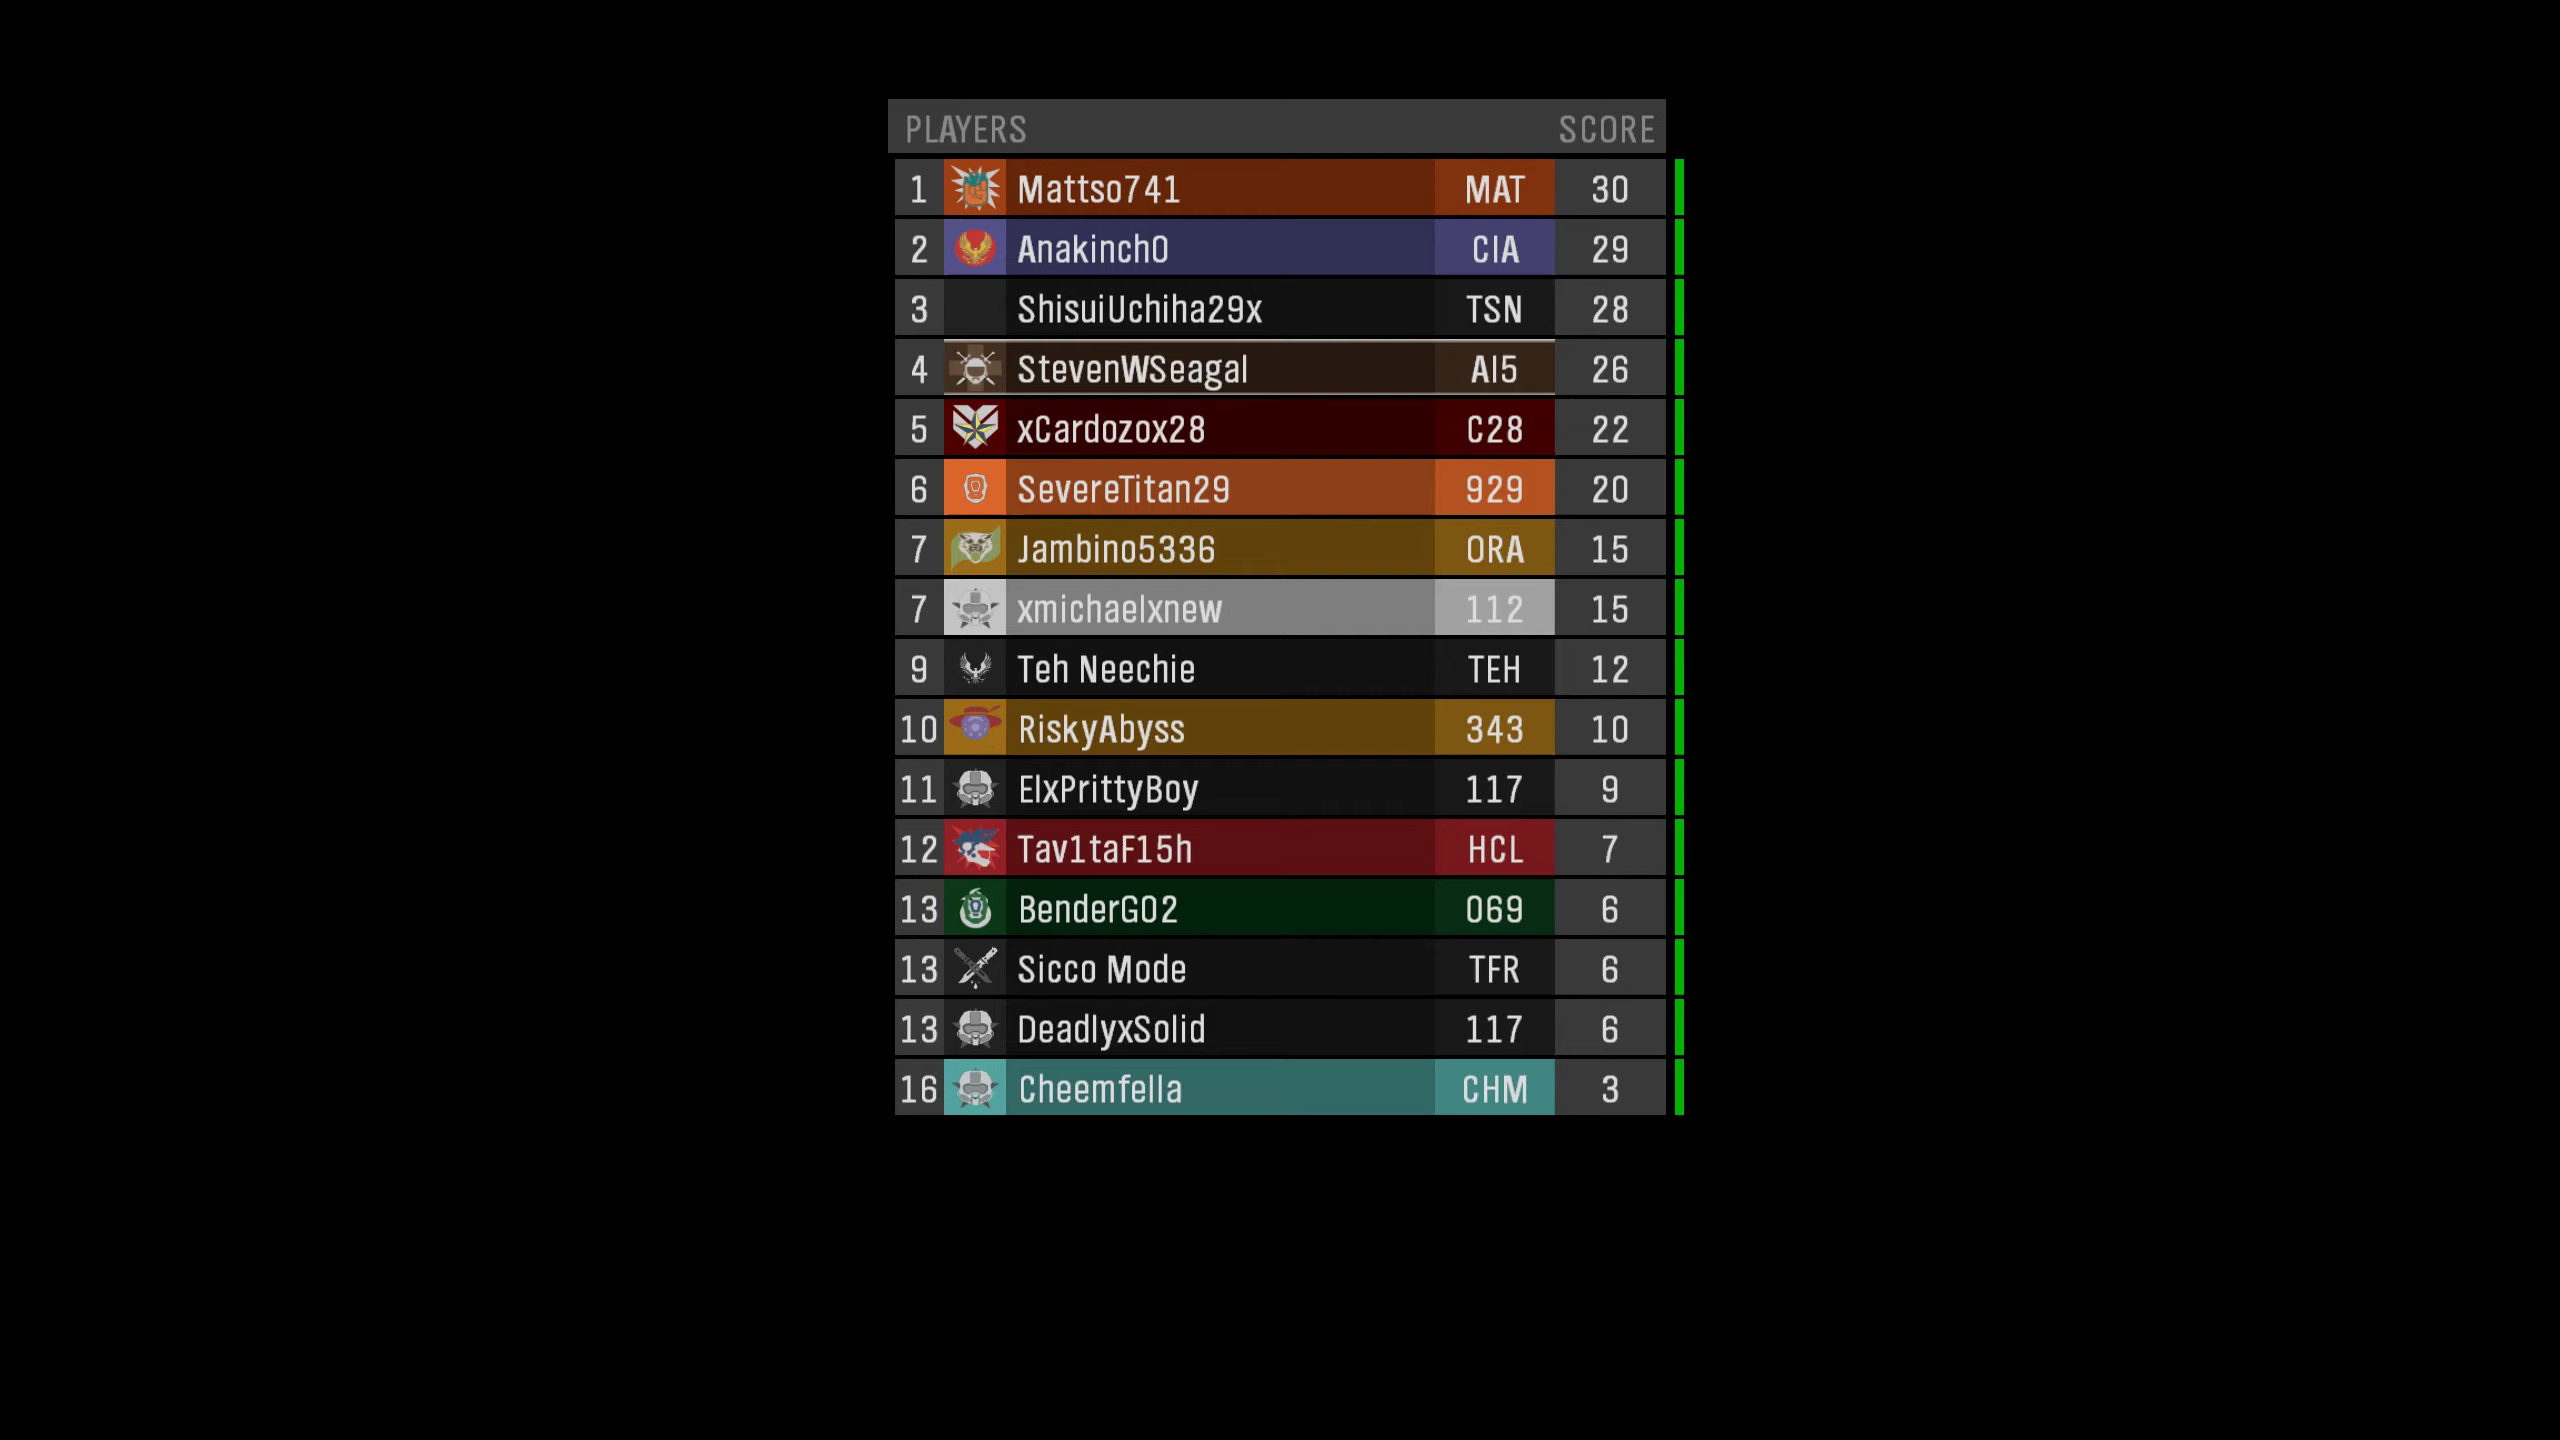 PLAYERS SCORE
1 Mattso741 MAT 30
2 Anakinch0 CIA 29
3 ShisuiUchiha29x TSN 28
4 StevenWSeagal AI5 26
5 xCardozox28 C28 22
6 SevereTitan29 929 20
7 Jambino5336 ORA 15
7 xmichaelxnew 112 15
9 Teh Neechie TEH 12
10 RiskyAbyss 343 10
11 ElxPrittyBoy 117 9
12 Tav1taF15h HCL 7
13 BenderG02 069 6
13 Sicco Mode TFR 6
13 DeadlyxSolid 117 6
16 Cheemfella CHM 3